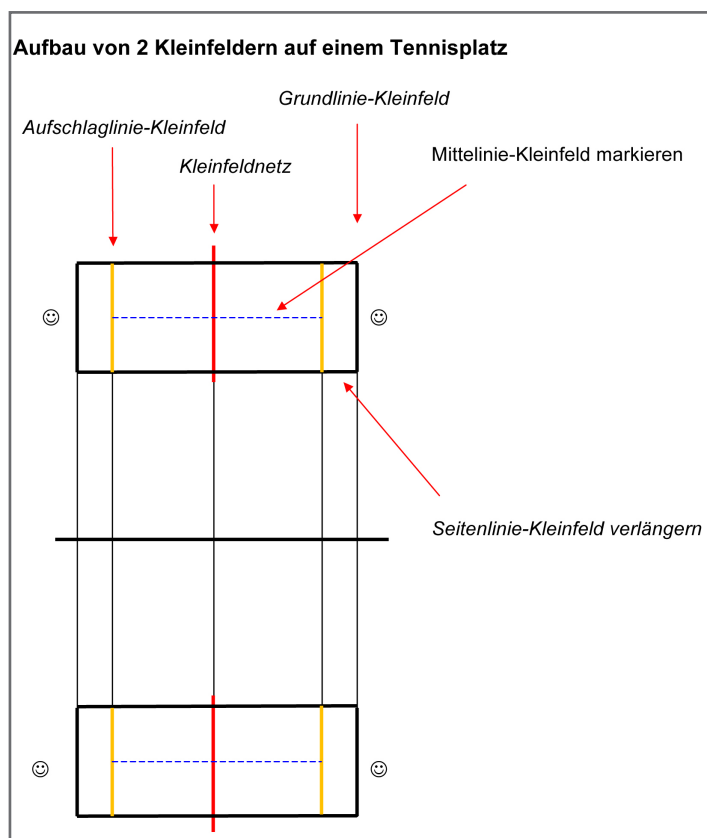 Aufbau von 2 Kleinfeldern auf einem Tennisplatz
Grundlinie-Kleinfeld
Aufschlaglinie-Kleinfeld
Mittelinie-Kleinfeld markieren
Kleinfeldnetz
Seitenlinie-Kleinfeld verlängern